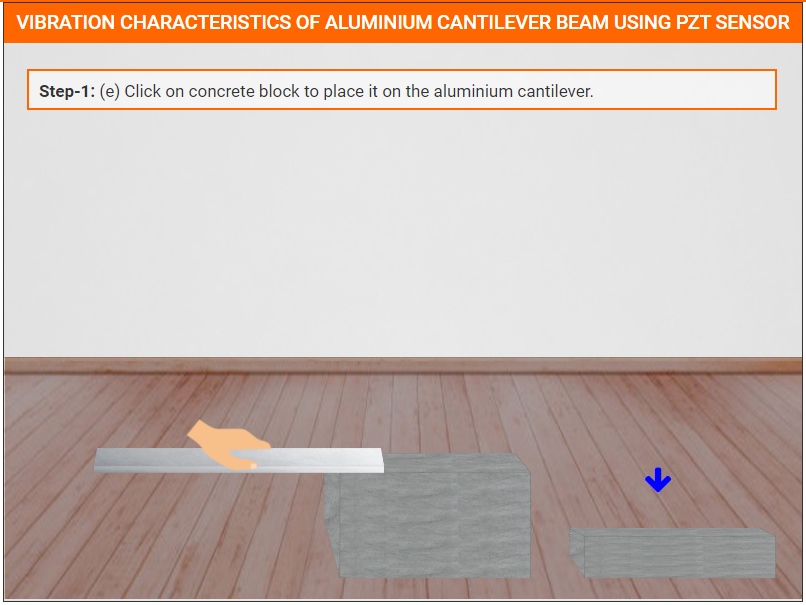 VIBRATION CHARACTERISTICS OF ALUMINIUM CANTILEVER BEAM USING PZT SENSOR
Step-1: (e) Click on concrete block to place it on the aluminium cantilever.